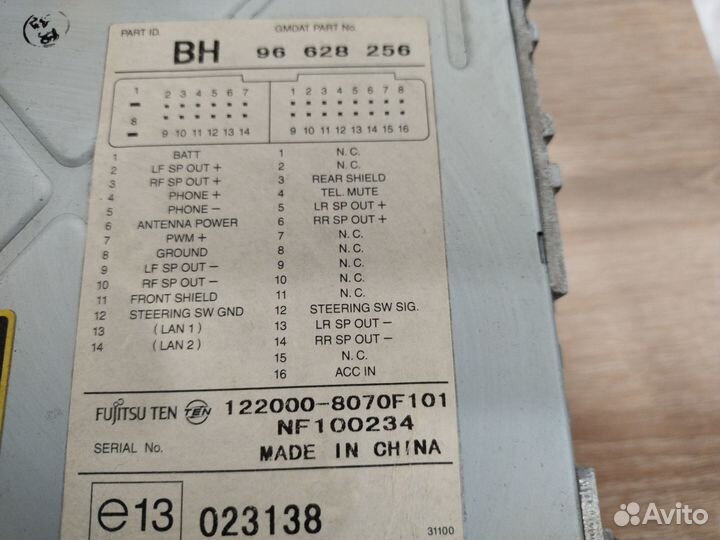 PART ID. GMDAT PART No.
BH 96 628 256
1 2 3 4 5 6 7 1 2 3 4 5 6 7 8
8 9 10 11 12 13 14 9 10 11 12 13 14 15 16
1 BATT 1 N.C.
2 LF SP OUT + 2 N.C.
3 RF SP OUT + 3 REAR SHIELD
4 PHONE + 4 TEL. MUTE
5 PHONE − 5 LR SP OUT +
6 ANTENNA POWER 6 RR SP OUT +
7 PWM + 7 N.C.
8 GROUND 8 N.C.
9 LF SP OUT − 9 N.C.
10 RF SP OUT − 10 N.C.
11 FRONT SHIELD 11 N.C.
12 STEERING SW GND 12 STEERING SW SIG.
13 ( LAN 1 ) 13 LR SP OUT −
14 ( LAN 2 ) 14 RR SP OUT −
15 N.C.
16 ACC IN
FUJITSU TEN TEN 122000-8070F101
NF100234
SERIAL No. MADE IN CHINA
e13 023138
31100
Avito